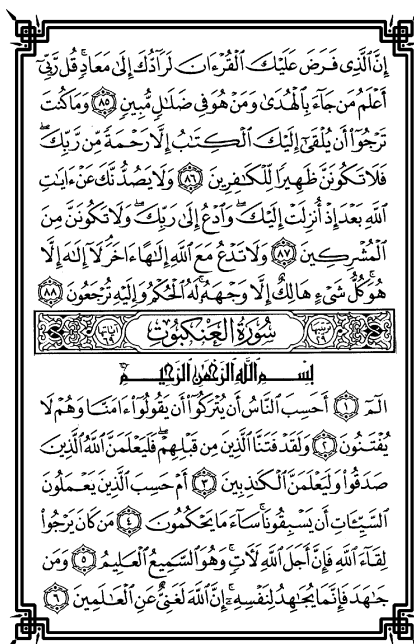 إِنَّ ٱلَّذِى فَرَضَ عَلَيْكَ ٱلْقُرْءَانَ لَرَآدُّكَ إِلَىٰ مَعَادٍ ۚ قُل رَّبِّىٓ
أَعْلَمُ مَن جَآءَ بِٱلْهُدَىٰ وَمَنْ هُوَ فِى ضَلَٰلٍ مُّبِينٍ ٨٥ وَمَا كُنتَ
تَرْجُوٓا۟ أَن يُلْقَىٰٓ إِلَيْكَ ٱلْكِتَٰبُ إِلَّا رَحْمَةً مِّن رَّبِّكَ ۖ
فَلَا تَكُونَنَّ ظَهِيرًا لِّلْكَٰفِرِينَ ٨٦ وَلَا يَصُدُّنَّكَ عَنْ ءَايَٰتِ
ٱللَّهِ بَعْدَ إِذْ أُنزِلَتْ إِلَيْكَ ۖ وَٱدْعُ إِلَىٰ رَبِّكَ ۖ وَلَا تَكُونَنَّ مِنَ
ٱلْمُشْرِكِينَ ٨٧ وَلَا تَدْعُ مَعَ ٱللَّهِ إِلَٰهًا ءَاخَرَ ۘ لَآ إِلَٰهَ إِلَّا
هُوَ ۚ كُلُّ شَىْءٍ هَالِكٌ إِلَّا وَجْهَهُۥ ۚ لَهُ ٱلْحُكْمُ وَإِلَيْهِ تُرْجَعُونَ ٨٨
سُورَةُ العَنكَبُوتِ
بِسْمِ ٱللَّهِ ٱلرَّحْمَٰنِ ٱلرَّحِيمِ
الٓمٓ ١ أَحَسِبَ ٱلنَّاسُ أَن يُتْرَكُوٓا۟ أَن يَقُولُوٓا۟ ءَامَنَّا وَهُمْ لَا
يُفْتَنُونَ ٢ وَلَقَدْ فَتَنَّا ٱلَّذِينَ مِن قَبْلِهِمْ ۖ فَلَيَعْلَمَنَّ ٱللَّهُ ٱلَّذِينَ
صَدَقُوا۟ وَلَيَعْلَمَنَّ ٱلْكَٰذِبِينَ ٣ أَمْ حَسِبَ ٱلَّذِينَ يَعْمَلُونَ
ٱلسَّيِّـَٔاتِ أَن يَسْبِقُونَا ۚ سَآءَ مَا يَحْكُمُونَ ٤ مَن كَانَ يَرْجُوا۟
لِقَآءَ ٱللَّهِ فَإِنَّ أَجَلَ ٱللَّهِ لَءَاتٍ ۚ وَهُوَ ٱلسَّمِيعُ ٱلْعَلِيمُ ٥ وَمَن
جَٰهَدَ فَإِنَّمَا يُجَٰهِدُ لِنَفْسِهِۦٓ ۚ إِنَّ ٱللَّهَ لَغَنِىٌّ عَنِ ٱلْعَٰلَمِينَ ٦